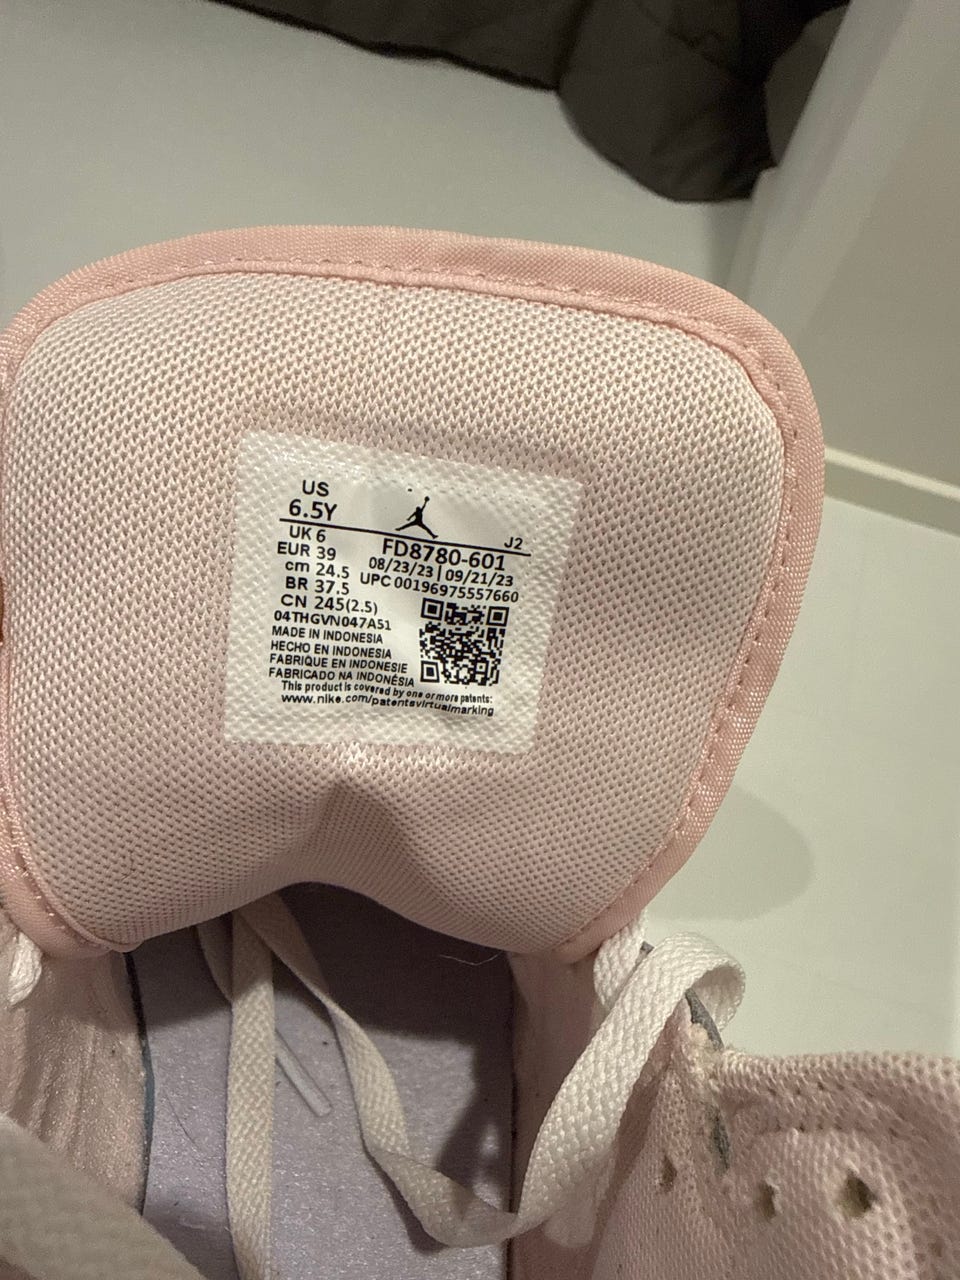 US
6.5Y
J2
UK 6
EUR 39
cm 24.5
BR 37.5
CN 245(2.5)
FD8780-601
08/23/23 | 09/21/23
UPC 00196975557660
04THGVN047A51
MADE IN INDONESIA
HECHO EN INDONESIA
FABRIQUE EN INDONESIE
FABRICADO NA INDONÉSIA
This product is covered by one or more patents:
www.nike.com/patentsvirtualmarking